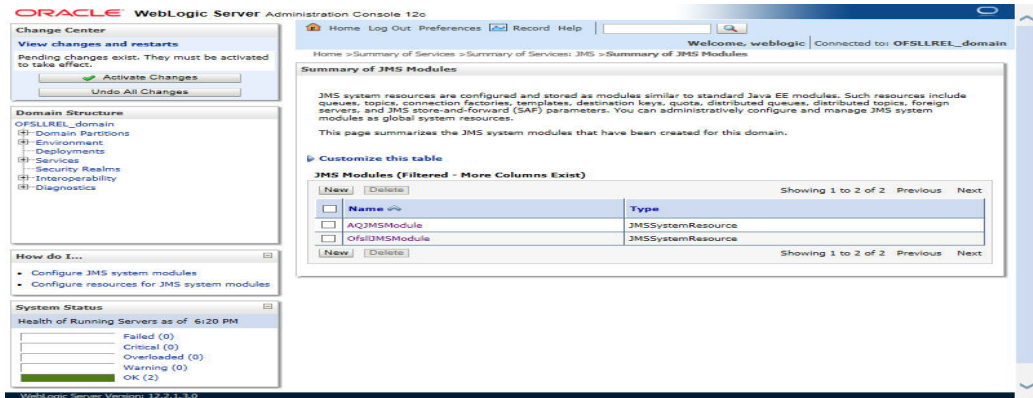 ORACLE WebLogic Server Administration Console 12c
Change Center
View changes and restarts
Pending changes exist. They must be activated
to take effect.
Activate Changes
Undo All Changes
Domain Structure
OFSLLREL_domain
Domain Partitions
Environment
Deployments
Services
Security Realms
Interoperability
Diagnostics
How do I...
Configure JMS system modules
Configure resources for JMS system modules
System Status
Health of Running Servers as of 6:20 PM
Failed (0)
Critical (0)
Overloaded (0)
Warning (0)
OK (2)
Home Log Out Preferences Record Help
Welcome, weblogic Connected to: OFSLLREL_domain
Home >Summary of Services >Summary of Services: JMS >Summary of JMS Modules
Summary of JMS Modules
JMS system resources are configured and stored as modules similar to standard Java EE modules. Such resources include
queues, topics, connection factories, templates, destination keys, quota, distributed queues, distributed topics, foreign
servers, and JMS store-and-forward (SAF) parameters. You can administratively configure and manage JMS system
modules as global system resources.
This page summarizes the JMS system modules that have been created for this domain.
Customize this table
JMS Modules (Filtered - More Columns Exist)
New Delete Showing 1 to 2 of 2 Previous Next
Name Type
AQJMSModule JMSSystemResource
OfsllJMSModule JMSSystemResource
New Delete Showing 1 to 2 of 2 Previous Next
WebLogic Server Version: 12.2.1.3.0